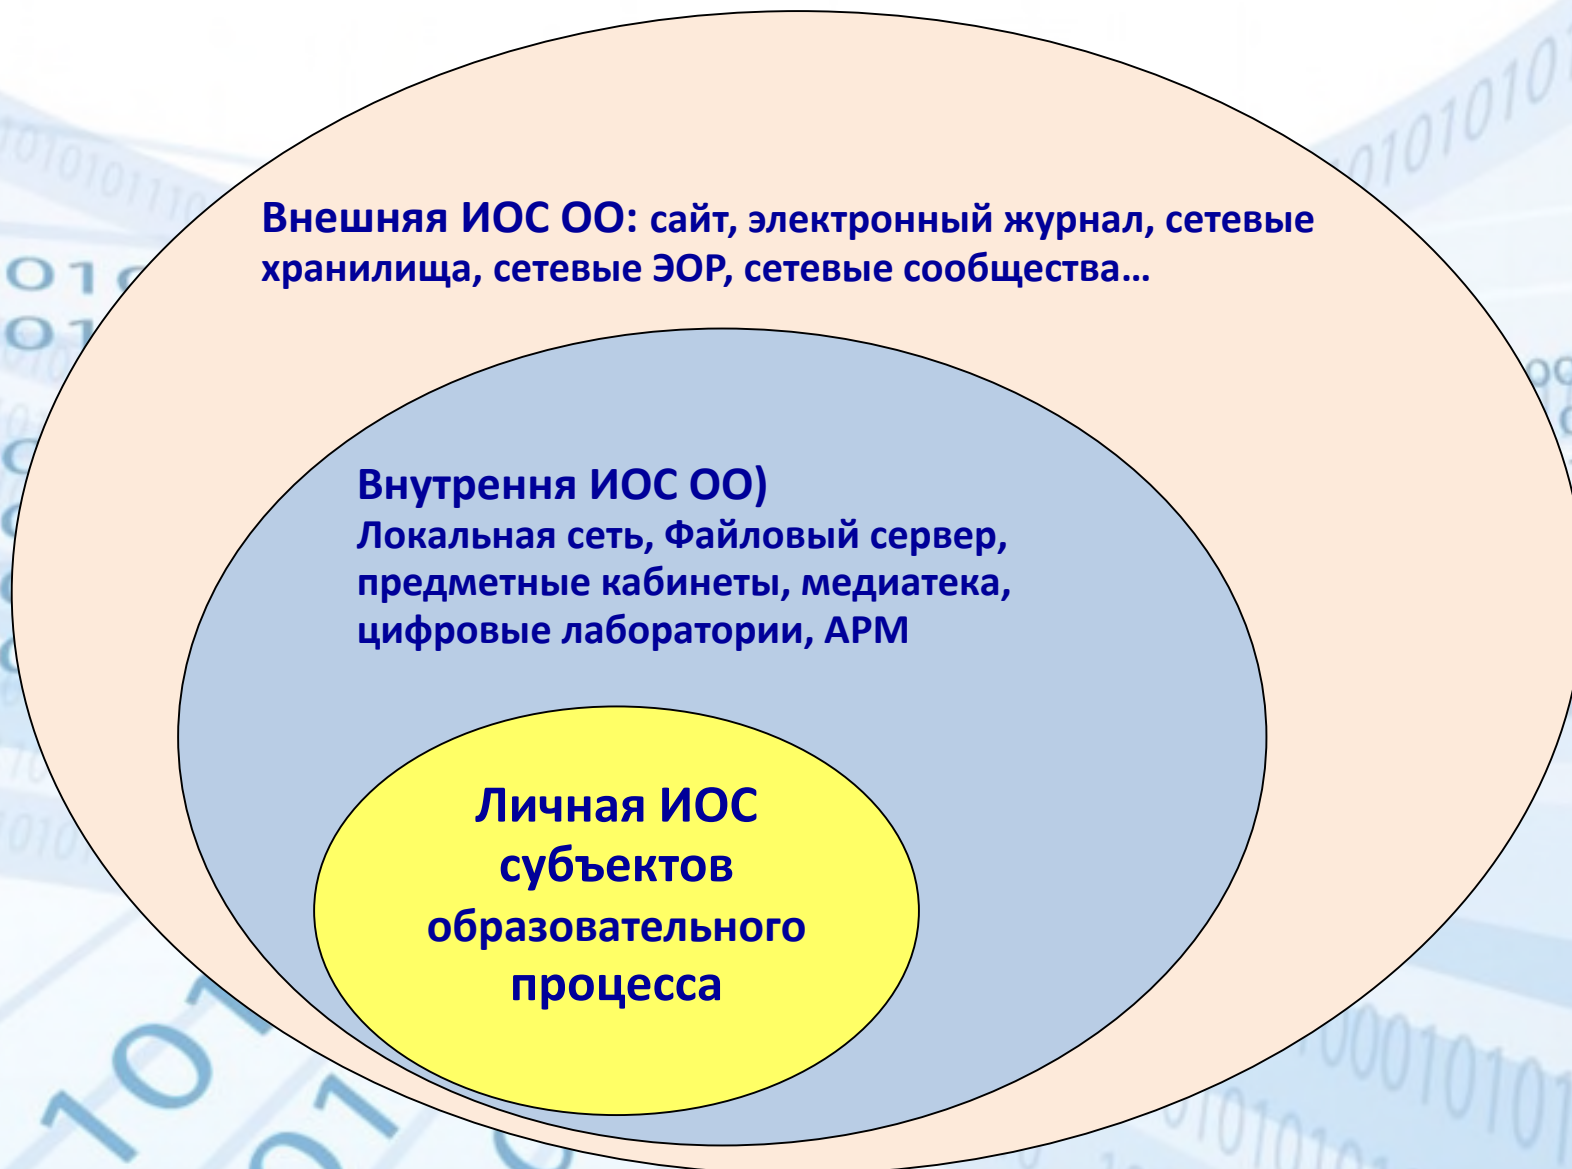 Внешняя ИОС ОО: сайт, электронный журнал, сетевые
хранилища, сетевые ЭОР, сетевые сообщества…
Внутрення ИОС ОО)
Локальная сеть, Файловый сервер,
предметные кабинеты, медиатека,
цифровые лаборатории, АРМ
Личная ИОС
субъектов
образовательного
процесса